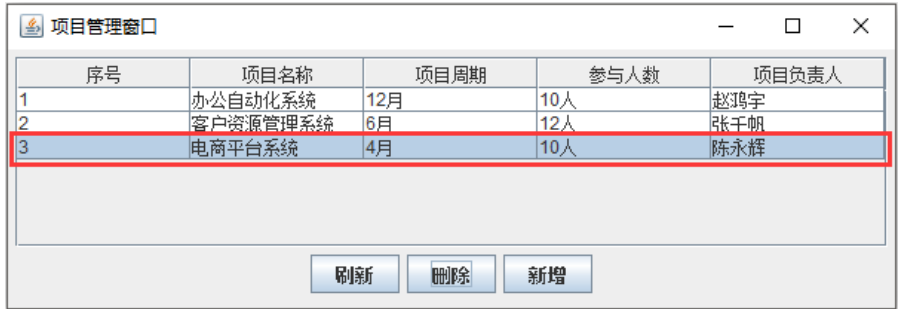 项目管理窗口
序号 项目名称 项目周期 参与人数 项目负责人
1 办公自动化系统 12月 10人 赵鸿宇
2 客户资源管理系统 6月 12人 张千帆
3 电商平台系统 4月 10人 陈永辉
刷新 删除 新增